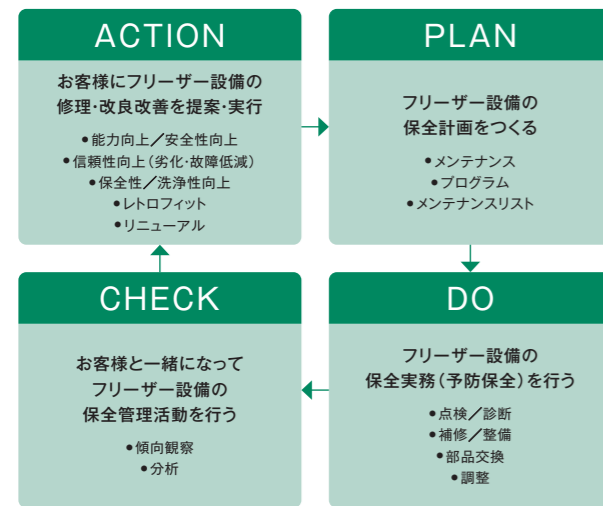 ACTION
お客様にフリーザー設備の
修理・改良改善を提案・実行
●能力向上／安全性向上
●信頼性向上(劣化・故障低減)
●保全性／洗浄性向上
●レトロフィット
●リニューアル
PLAN
フリーザー設備の
保全計画をつくる
●メンテナンス
●プログラム
●メンテナンスリスト
CHECK
お客様と一緒になって
フリーザー設備の
保全管理活動を行う
●傾向観察
●分析
DO
フリーザー設備の
保全実務(予防保全)を行う
●点検／診断
●補修／整備
●部品交換
●調整